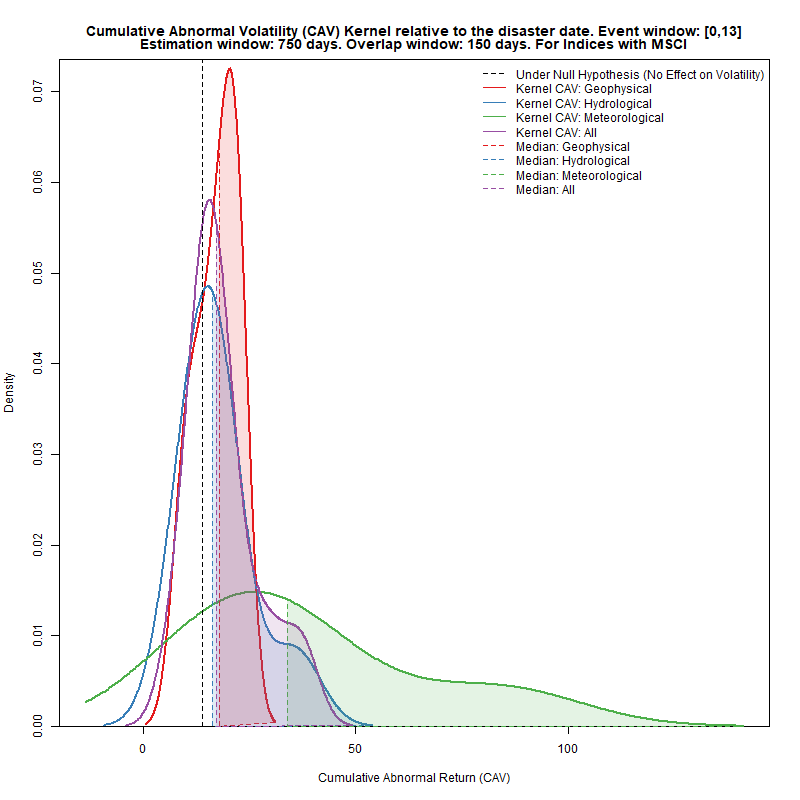 Cumulative Abnormal Volatility (CAV) Kernel relative to the disaster date. Event window: [0,13]
Estimation window: 750 days. Overlap window: 150 days. For Indices with MSCI
Under Null Hypothesis (No Effect on Volatility)
Kernel CAV: Geophysical
Kernel CAV: Hydrological
Kernel CAV: Meteorological
Kernel CAV: All
Median: Geophysical
Median: Hydrological
Median: Meteorological
Median: All
Density
0.07
0.06
0.05
0.04
0.03
0.02
0.01
0.00
0
50
100
Cumulative Abnormal Return (CAV)